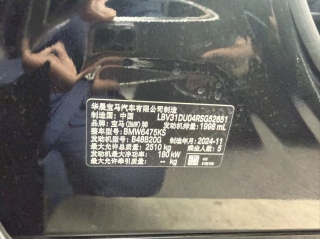 华晨宝马汽车有限公司制造
制造国: 中国 LBV31DU04RSG52651
品牌: 宝马(BMW)牌 发动机排量: 1998 mL
整车型号: BMW6475KS
发动机型号: B48B20G 制造年月: 2024-11
最大允许总质量: 2510 kg 乘坐人数: 5
发动机最大净功率: 180 kW
最大允许牵引质量: - kg